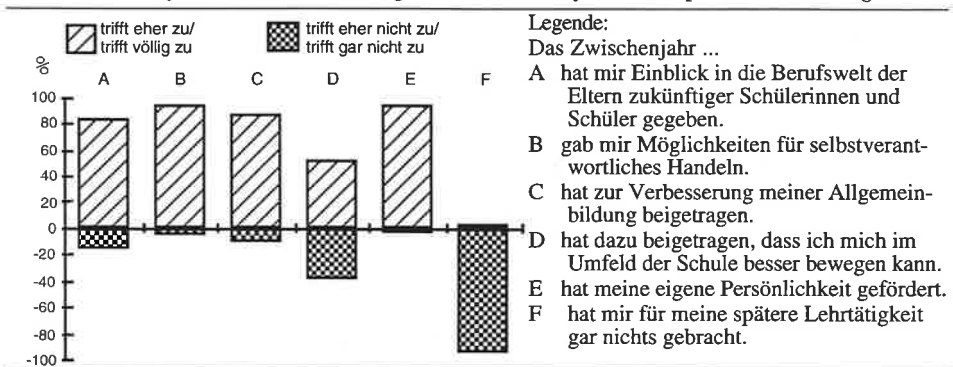 trifft eher zu/
trifft völlig zu
trifft eher nicht zu/
trifft gar nicht zu
%
A B C D E F
100
80
60
40
20
0
-20
-40
-60
-80
-100
Legende:
Das Zwischenjahr ...
A hat mir Einblick in die Berufswelt der
Eltern zukünftiger Schülerinnen und
Schüler gegeben.
B gab mir Möglichkeiten für selbstverant-
wortliches Handeln.
C hat zur Verbesserung meiner Allgemein-
bildung beigetragen.
D hat dazu beigetragen, dass ich mich im
Umfeld der Schule besser bewegen kann.
E hat meine eigene Persönlichkeit gefördert.
F hat mir für meine spätere Lehrtätigkeit
gar nichts gebracht.